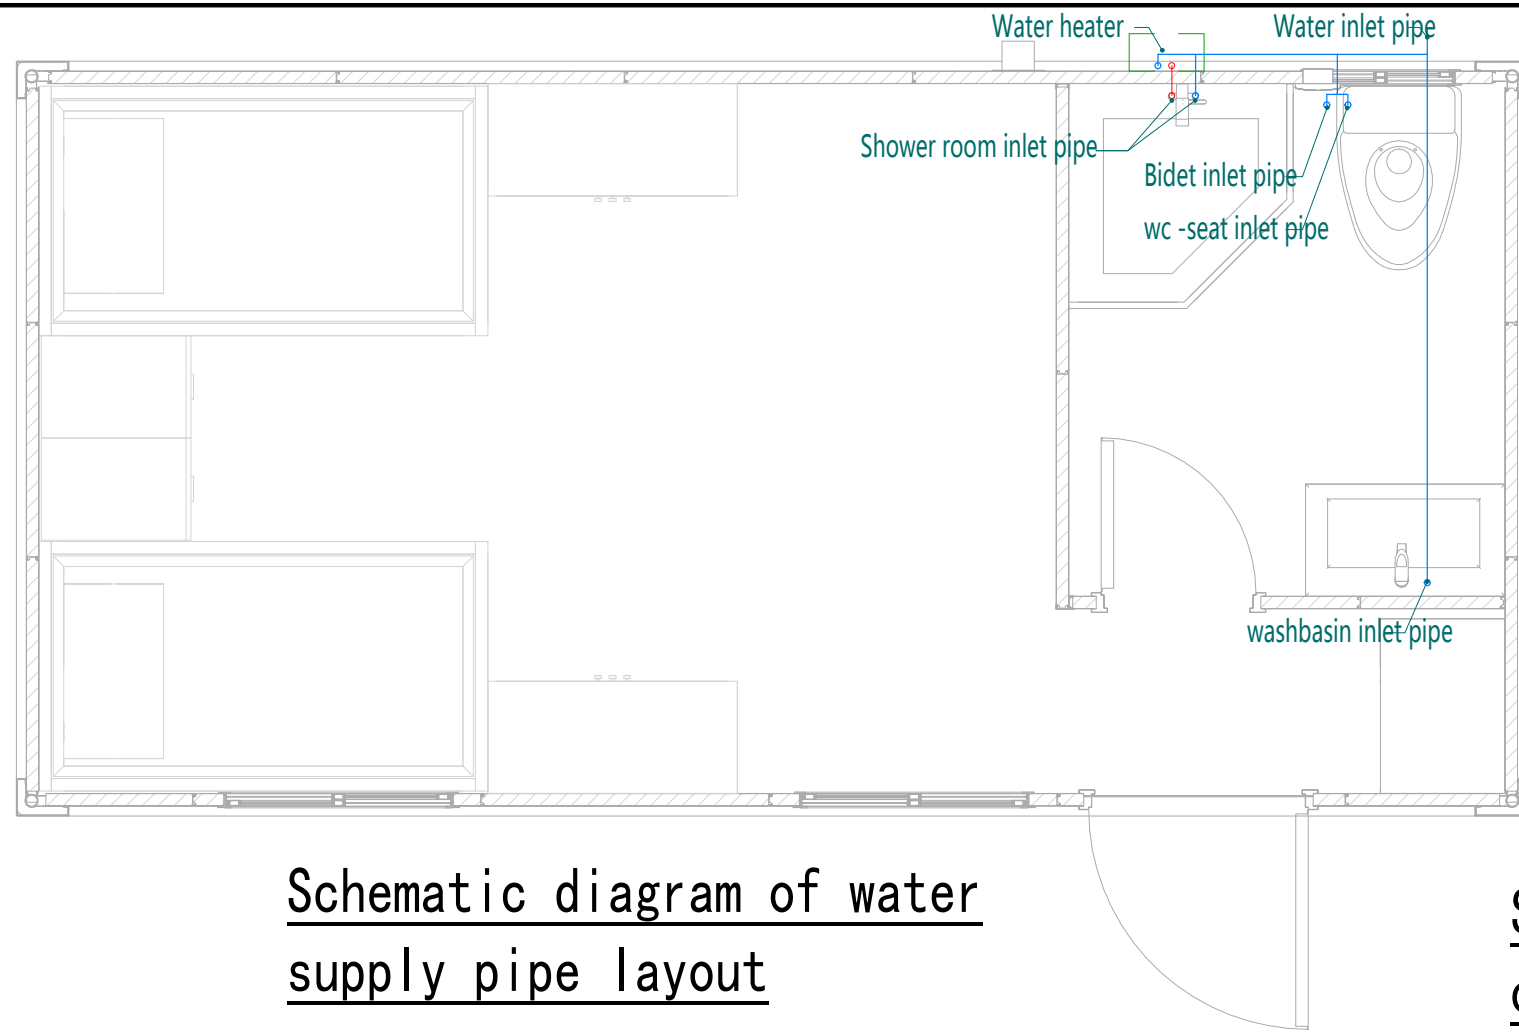 Water heater
Water inlet pipe
Shower room inlet pipe
Bidet inlet pipe
wc -seat inlet pipe
washbasin inlet pipe
Schematic diagram of water
supply pipe layout